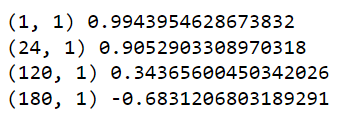 (1, 1) 0.9943954628673832
(24, 1) 0.9052903308970318
(120, 1) 0.34365600450342026
(180, 1) -0.6831206803189291